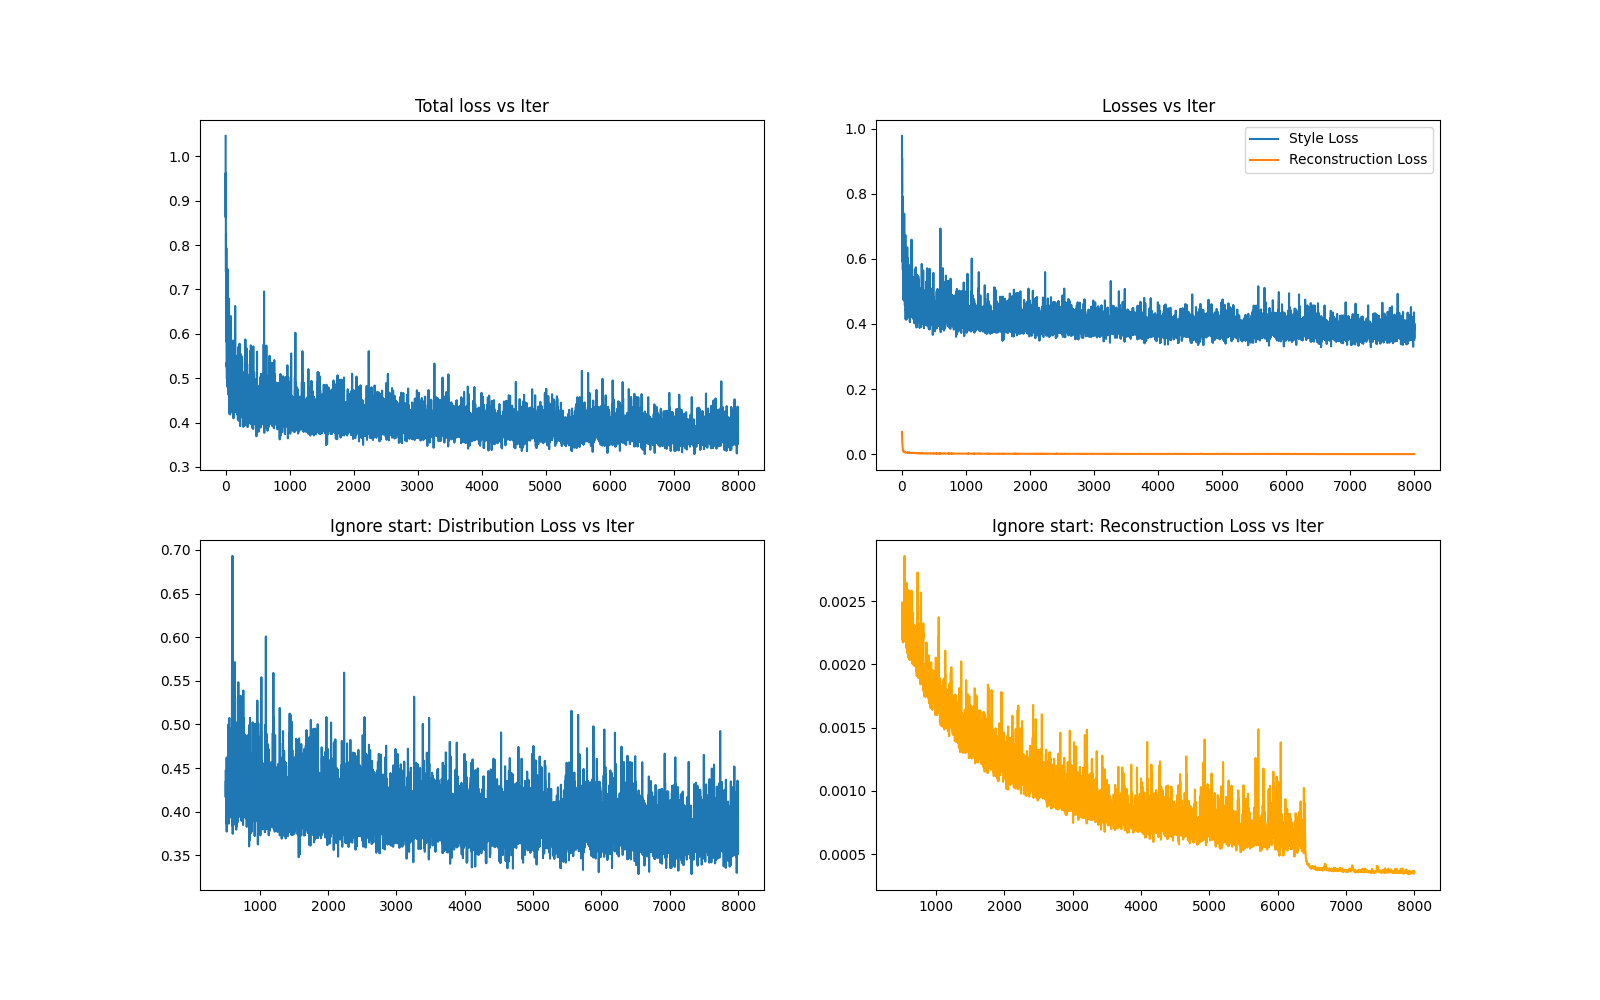 Total loss vs Iter
1.0
0.9
0.8
0.7
0.6
0.5
0.4
0.3
0 1000 2000 3000 4000 5000 6000 7000 8000
Losses vs Iter
Style Loss
Reconstruction Loss
1.0
0.8
0.6
0.4
0.2
0.0
0 1000 2000 3000 4000 5000 6000 7000 8000
Ignore start: Distribution Loss vs Iter
0.70
0.65
0.60
0.55
0.50
0.45
0.40
0.35
1000 2000 3000 4000 5000 6000 7000 8000
Ignore start: Reconstruction Loss vs Iter
0.0025
0.0020
0.0015
0.0010
0.0005
1000 2000 3000 4000 5000 6000 7000 8000